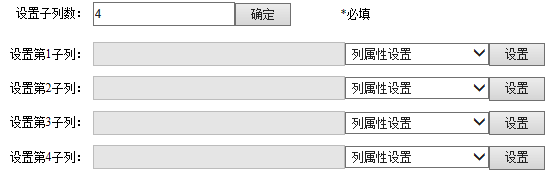 设置子列数： 4 确定 *必填
设置第1子列： 列属性设置 设置
设置第2子列： 列属性设置 设置
设置第3子列： 列属性设置 设置
设置第4子列： 列属性设置 设置